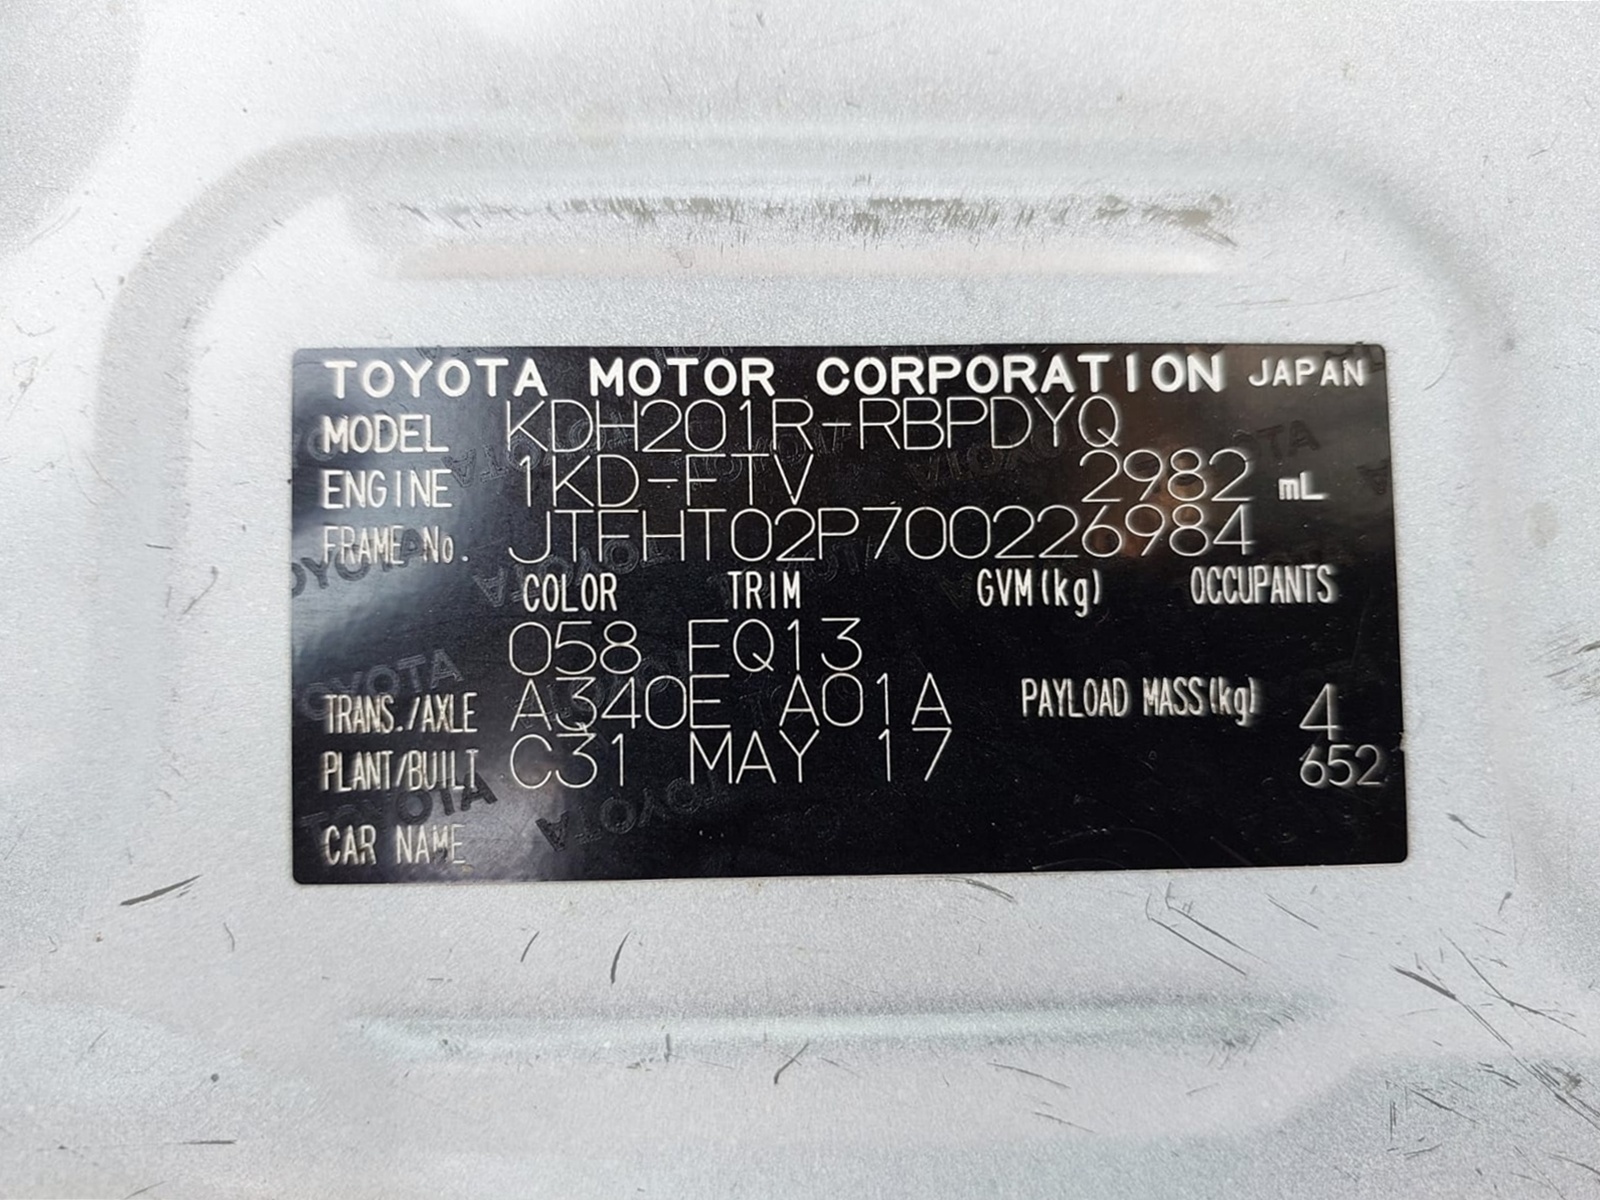 TOYOTA MOTOR CORPORATION JAPAN
MODEL KDH201R-RBPDYQ
ENGINE 1KD-FTV 2982 mL
FRAME No. JTFHT02P700226984
COLOR TRIM GVM(kg) OCCUPANTS
058 FQ13
TRANS./AXLE A340E A01A PAYLOAD MASS(kg) 4
PLANT/BUILT C31 MAY 17 652
CAR NAME